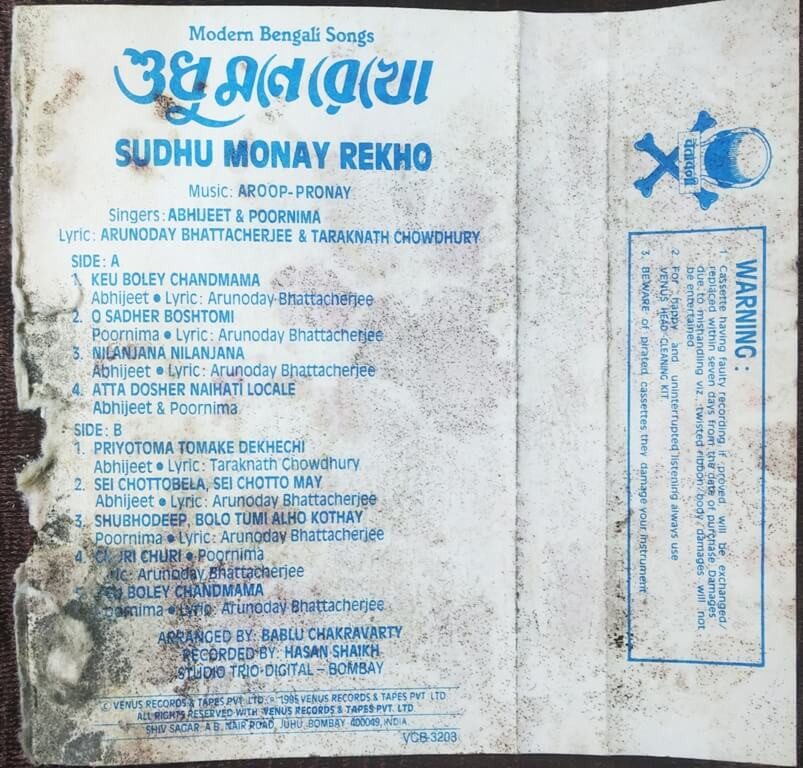 Modern Bengali Songs
শুধু মনে রেখো
SUDHU MONAY REKHO
Music: AROOP-PRONAY
Singers: ABHIJEET & POORNIMA
Lyric: ARUNODAY BHATTACHERJEE & TARAKNATH CHOWDHURY
SIDE: A
1. KEU BOLEY CHANDMAMA
Abhijeet • Lyric: Arunoday Bhattacherjee
2. O SADHER BOSHTOMI
Poornima • Lyric: Arunoday Bhattacherjee
3. NILANJANA NILANJANA
Abhijeet • Lyric: Arunoday Bhattacherjee
4. ATTA DOSHER NAIHATI LOCALE
Abhijeet & Poornima
SIDE: B
1. PRIYOTOMA TOMAKE DEKHECHI
Abhijeet • Lyric: Taraknath Chowdhury
2. SEI CHOTTOBELA, SEI CHOTTO MAY
Abhijeet • Lyric: Arunoday Bhattacherjee
3. SHUBHODEEP, BOLO TUMI ALHO KOTHAY
Poornima • Lyric: Arunoday Bhattacherjee
4. CHURI • Poornima
Arunoday Bhattacherjee
BOLEY CHANDMAMA
Poornima • Lyric: Arunoday Bhattacherjee
ARRANGED BY: BABLU CHAKRAVARTY
RECORDED BY: HASAN SHAIKH
STUDIO TRIO-DIGITAL – BOMBAY
© VENUS RECORDS & TAPES PVT. LTD. ℗ 1995 VENUS RECORDS & TAPES PVT. LTD.
ALL RIGHTS RESERVED WITH VENUS RECORDS & TAPES PVT. LTD.
SHIV SAGAR A.B. NAIR ROAD, JUHU, BOMBAY 400049, INDIA.
VCB-3203
WARNING:
1. Cassette having faulty recording if proved, will be exchanged/
replaced within seven days from the date of purchase. Damages
due to mishandling viz. twisted ribbon/body/damages will not
be entertained
2. For happy and uninterrupted listening always use
VENUS HEAD CLEANING KIT
3. BEWARE of pirated cassettes they damage your instrument